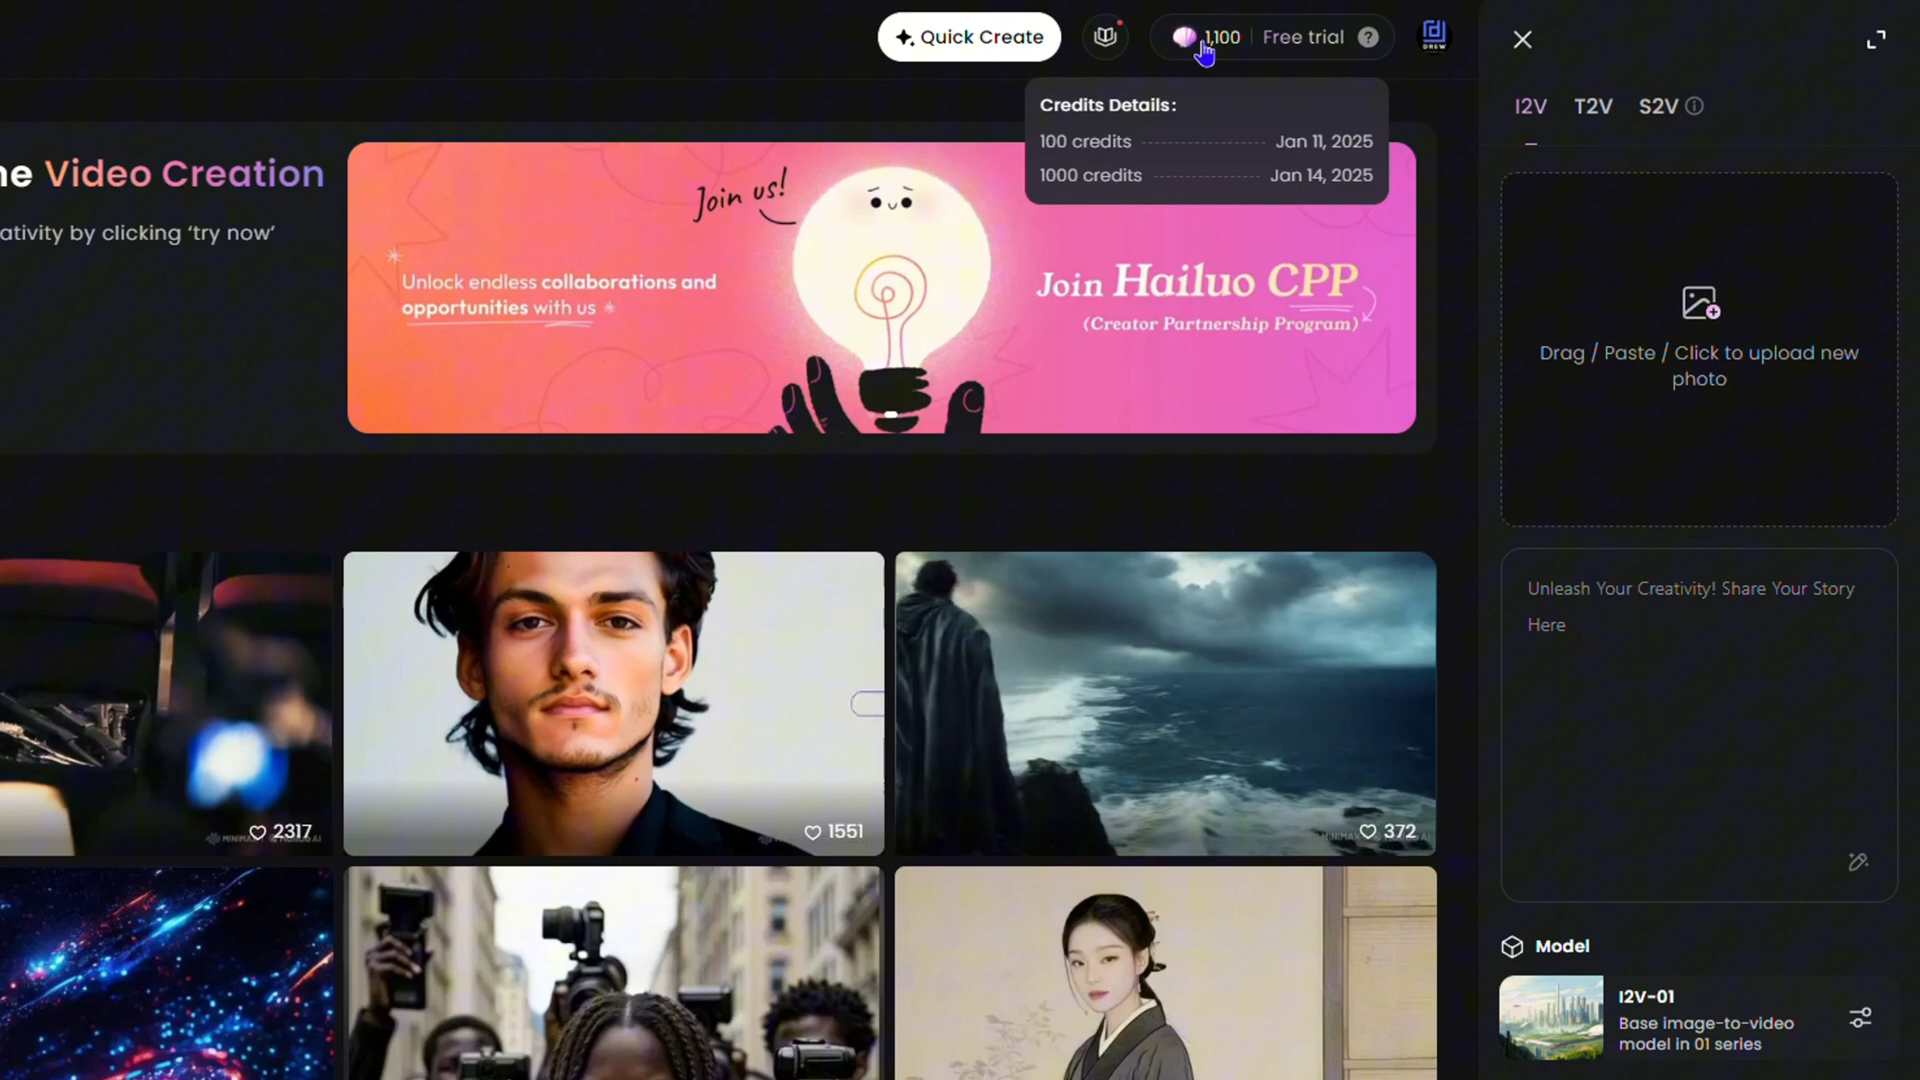 Quick Create
1,100
Free trial
?
DREW
Credits Details:
100 credits
Jan 11, 2025
1000 credits
Jan 14, 2025
ne Video Creation
ativity by clicking ‘try now’
Join us!
Unlock endless collaborations and
opportunities with us
Join Hailuo CPP
(Creator Partnership Program)
2317
1551
372
I2V
T2V
S2V
Drag / Paste / Click to upload new
photo
Unleash Your Creativity! Share Your Story
Here
Model
I2V-01
Base image-to-video
model in 01 series